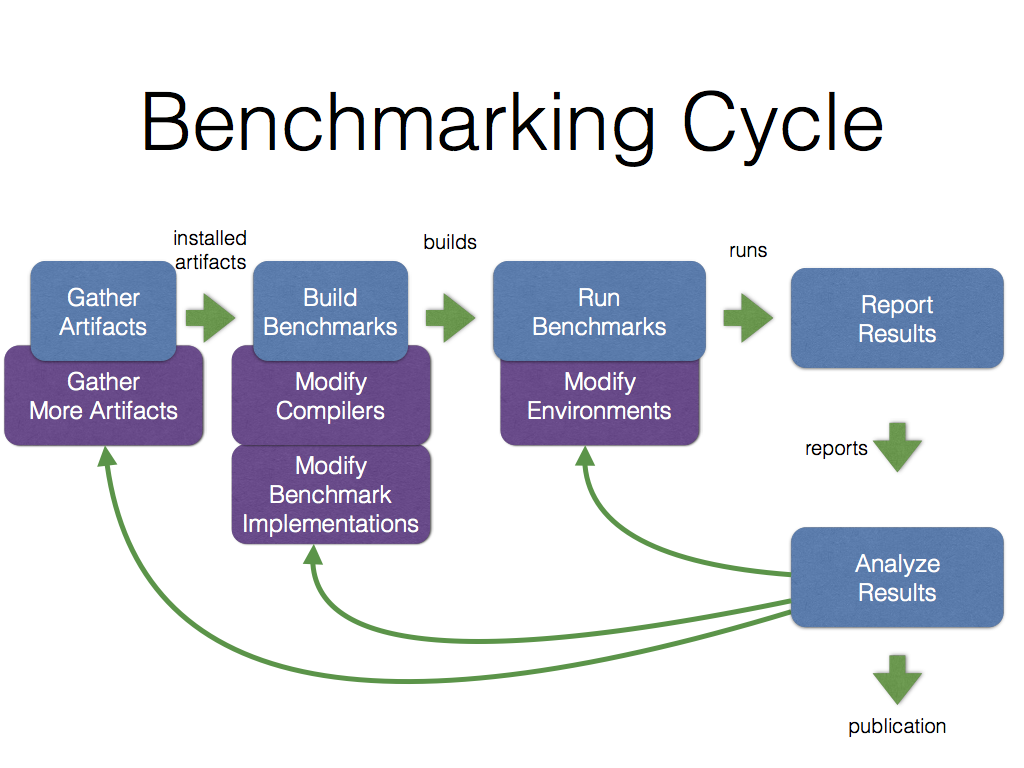 Benchmarking Cycle
installed
artifacts
builds
runs
Gather
Artifacts
Build
Benchmarks
Run
Benchmarks
Report
Results
Gather
More Artifacts
Modify
Compilers
Modify
Environments
Modify
Benchmark
Implementations
reports
Analyze
Results
publication